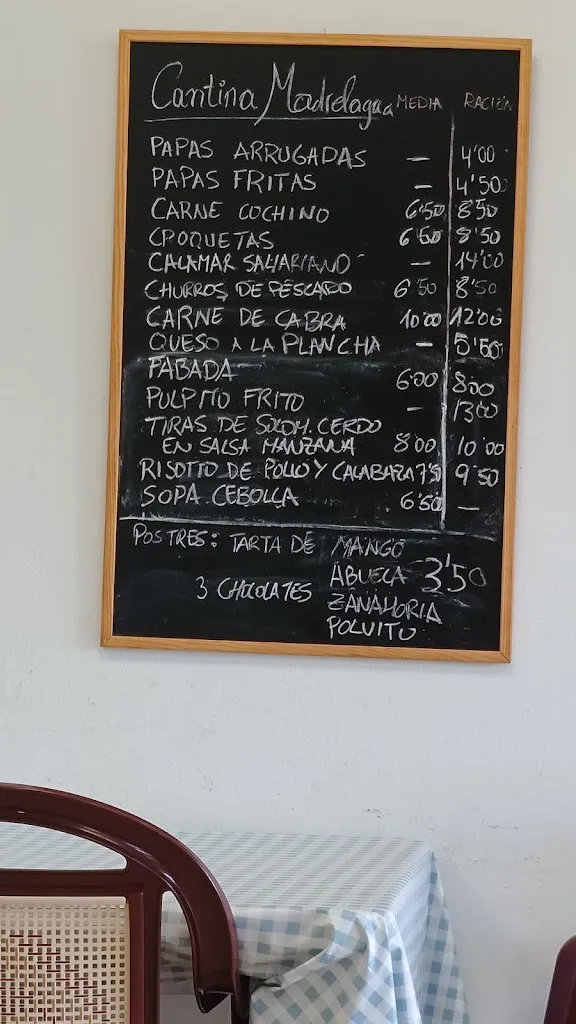 Cantina Madrelagua MEDIA RACIÓN
PAPAS ARRUGADAS — 4'00
PAPAS FRITAS — 4'50
CARNE COCHINO 6'50 8'50
CROQUETAS 6'50 8'50
CALAMAR SAHARIANO — 14'00
CHURROS DE PESCADO 6'50 8'50
CARNE DE CABRA 10'00 12'00
QUESO A LA PLANCHA — 5'50
FABADA 6'00 8'00
PULPITO FRITO — 13'00
TIRAS DE SOLOM. CERDO
EN SALSA MANZANA 8'00 10'00
RISOTTO DE POLLO Y CALABAZA 7'50 9'50
SOPA CEBOLLA 6'50 —
POSTRES: TARTA DE MANGO
ABUELA 3'50
3 CHOCOLATES
ZANAHORIA
POLVITO